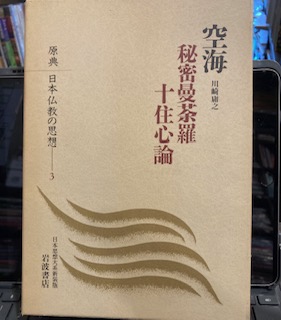 空海
川崎庸之
秘密曼荼羅
十住心論
原典 日本仏教の思想——3
日本思想大系新装版
岩波書店